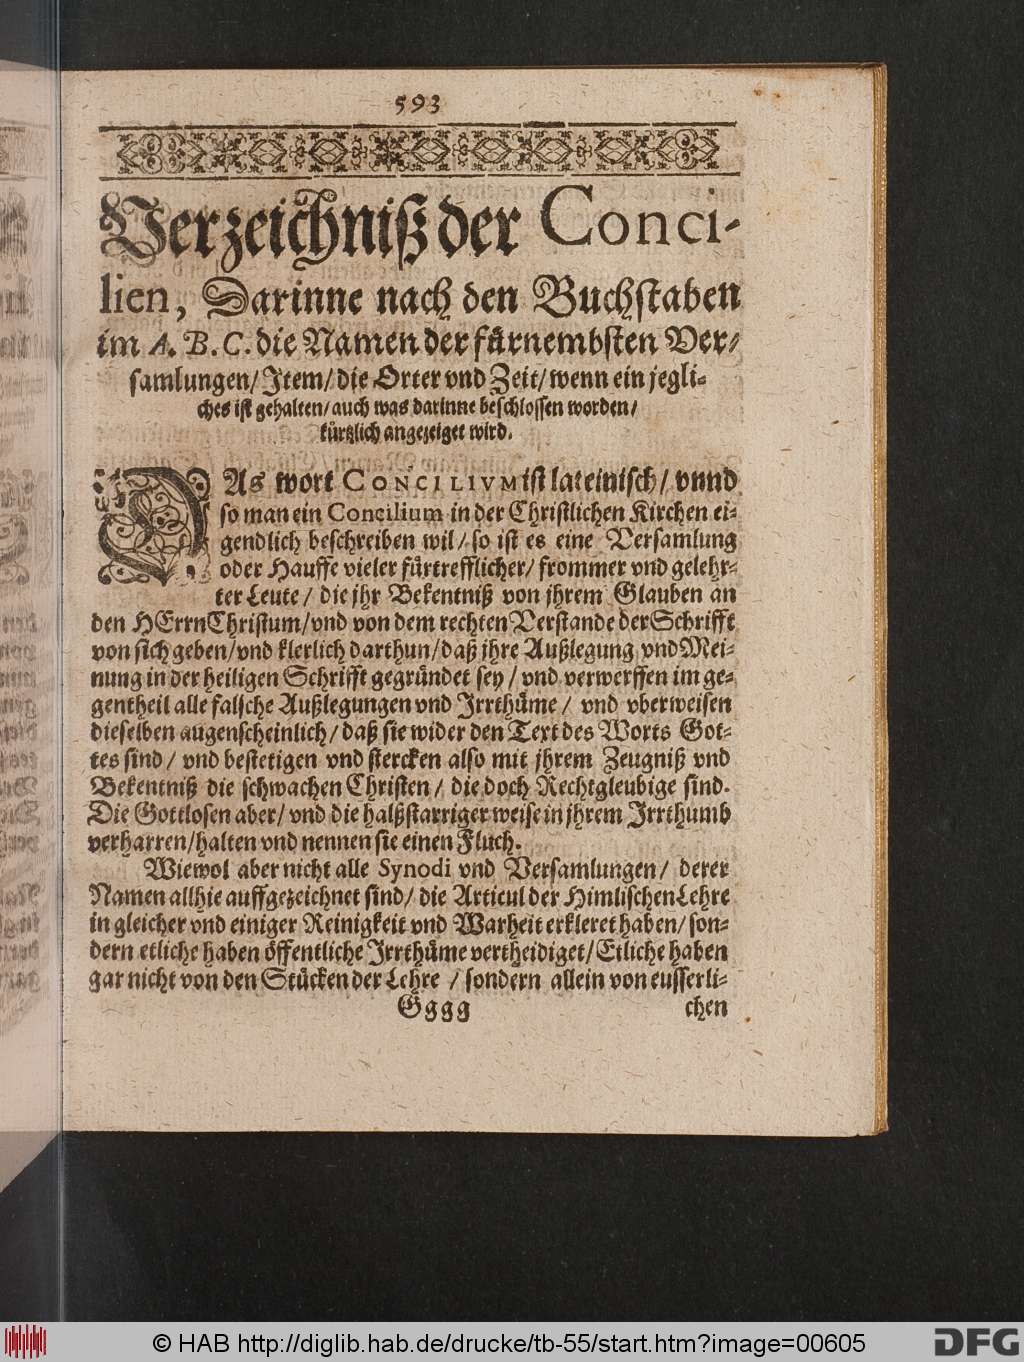 593
Verzeichniß der Conci-
lien, Darinne nach den Buchstaben
im A. B. C. die Namen der fürnembsten Ver-
samlungen/ Item/ die Orter vnd Zeit/ wenn ein jegli-
ches ist gehalten/ auch was darinne beschlossen worden/
kürtzlich angezeiget wird.
DAs wort CONCILIVM ist lateinisch/ vnnd
so man ein Concilium in der Christlichen Kirchen ei-
gendlich beschreiben wil/ so ist es eine Versamlung
oder Hauffe vieler fürtrefflicher/ frommer vnd gelehr-
ter Leute/ die jhr Bekentniß von jhrem Glauben an
den HErrn Christum/ vnd von dem rechten Verstande der Schrifft
von sich geben/ vnd klerlich darthun/ daß jhre Außlegung vnd Mei-
nung in der heiligen Schrifft gegründet sey/ vnd verwerffen im ge-
gentheil alle falsche Außlegungen vnd Irrthüme/ vnd vberweisen
dieselben augenscheinlich/ daß sie wider den Text des Worts Got-
tes sind/ vnd bestetigen vnd stercken also mit jhrem Zeugniß vnd
Bekentniß die schwachen Christen/ die doch Rechtgleubige sind.
Die Gottlosen aber/ vnd die halßstarriger weise in jhrem Irrthumb
verharren/ halten vnd nennen sie einen Fluch.
Wiewol aber nicht alle Synodi vnd Versamlungen/ derer
Namen allhie auffgezeichnet sind/ die Articul der Himlischen Lehre
in gleicher vnd einiger Reinigkeit vnd Warheit erkleret haben/ son-
dern etliche haben öffentliche Irrthüme vertheidiget/ Etliche haben
gar nicht von den Stücken der Lehre/ sondern allein von eusserli-
Gggg chen
© HAB http://diglib.hab.de/drucke/tb-55/start.htm?image=00605
DFG